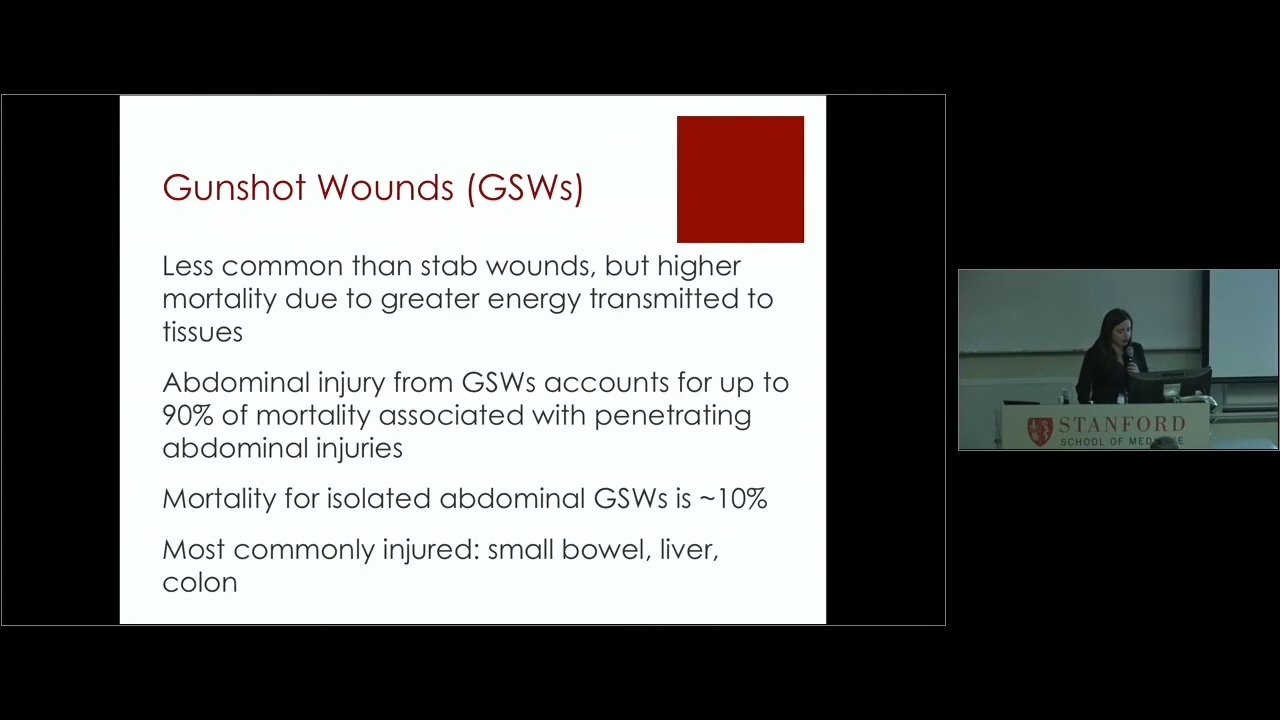 Gunshot Wounds (GSWs)
Less common than stab wounds, but higher
mortality due to greater energy transmitted to
tissues
Abdominal injury from GSWs accounts for up to
90% of mortality associated with penetrating
abdominal injuries
Mortality for isolated abdominal GSWs is ~10%
Most commonly injured: small bowel, liver,
colon
STANFORD
SCHOOL OF MEDICINE